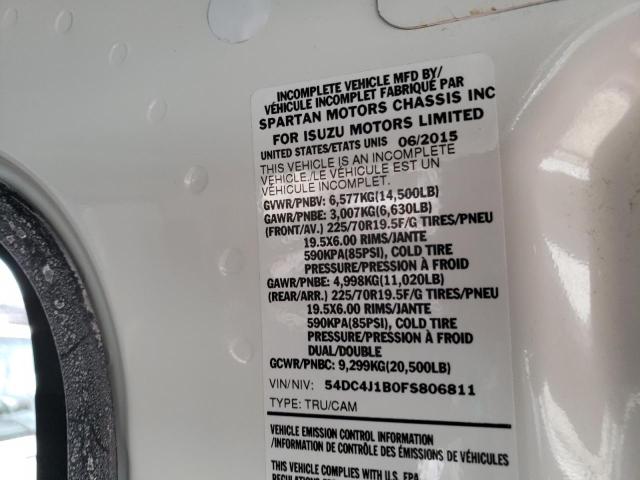 INCOMPLETE VEHICLE MFD BY/
VÉHICULE INCOMPLET FABRIQUÉ PAR
SPARTAN MOTORS CHASSIS INC
FOR ISUZU MOTORS LIMITED
UNITED STATES/ETATS UNIS 06/2015
THIS VEHICLE IS AN INCOMPLETE
VEHICLE./LE VÉHICULE EST UN
VÉHICULE INCOMPLET.
GVWR/PNBV: 6,577KG(14,500LB)
GAWR/PNBE: 3,007KG(6,630LB)
(FRONT/AV.) 225/70R19.5F/G TIRES/PNEU
19.5X6.00 RIMS/JANTE
590KPA(85PSI), COLD TIRE
PRESSURE/PRESSION À FROID
GAWR/PNBE: 4,998KG(11,020LB)
(REAR/ARR.) 225/70R19.5F/G TIRES/PNEU
19.5X6.00 RIMS/JANTE
590KPA(85PSI), COLD TIRE
PRESSURE/PRESSION À FROID
DUAL/DOUBLE
GCWR/PNBC: 9,299KG(20,500LB)
VIN/NIV: 54DC4J1B0FS806811
TYPE: TRU/CAM
VEHICLE EMISSION CONTROL INFORMATION
/INFORMATION DE CONTRÔLE DES ÉMISSIONS DE VÉHICULES
THIS VEHICLE COMPLIES WITH U.S. EPA